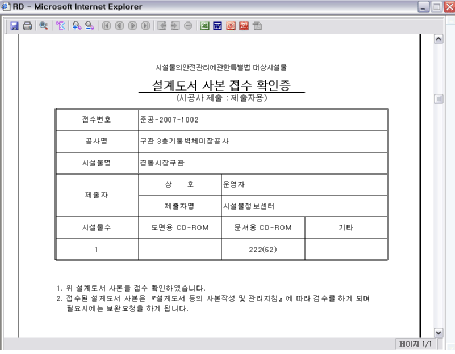 RD - Microsoft Internet Explorer
시설물의안전관리에관한특별법 대상시설물
설계도서 사본 접수 확인증
(시공사 제출 : 제출자용)
접수번호 준공-2007-1002
공사명 구관 3층기둥벽체미장공사
시설물명 경동시장구관
제출자 상 호 운영자
제출자명 시설물정보센터
시설물수 도면용 CD-ROM 문서용 CD-ROM 기타
1 222(62)
1. 위 설계도서 사본을 접수 확인하였습니다.
2. 접수된 설계도서 사본은 『설계도서 등의 사본작성 및 관리지침』에 따라 검수를 하게 되며
필요시에는 보완요청을 하게 됩니다.
페이지 1/1